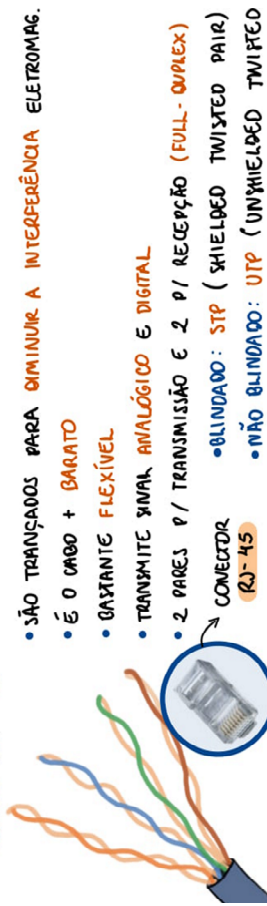 • SÃO TRANÇADOS PARA DIMINUIR A INTERFERÊNCIA ELETROMAG.
• É O CABO + BARATO
• BASTANTE FLEXÍVEL
• TRANSMITE SINAL ANALÓGICO E DIGITAL
• 2 PARES P/ TRANSMISSÃO E 2 P/ RECEPÇÃO (FULL-DUPLEX)
CONECTOR
RJ-45
• BLINDADO: STP (SHIELDED TWISTED PAIR)
• NÃO BLINDADO: UTP (UNSHIELDED TWISTED